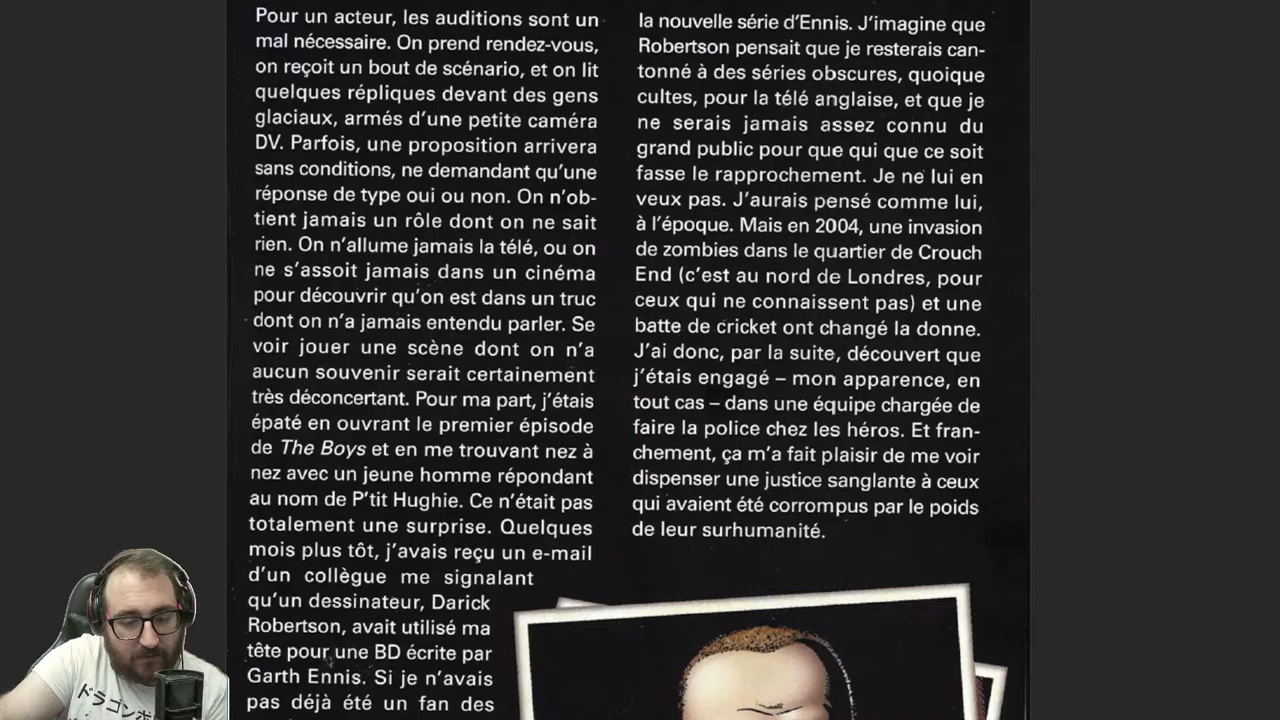 Pour un acteur, les auditions sont un
mal nécessaire. On prend rendez-vous,
on reçoit un bout de scénario, et on lit
quelques répliques devant des gens
glaciaux, armés d'une petite caméra
DV. Parfois, une proposition arrivera
sans conditions, ne demandant qu'une
réponse de type oui ou non. On n'ob-
tient jamais un rôle dont on ne sait
rien. On n'allume jamais la télé, ou on
ne s'assoit jamais dans un cinéma
pour découvrir qu'on est dans un truc
dont on n'a jamais entendu parler. Se
voir jouer une scène dont on n'a
aucun souvenir serait certainement
très déconcertant. Pour ma part, j'étais
épaté en ouvrant le premier épisode
de The Boys et en me trouvant nez à
nez avec un jeune homme répondant
au nom de P'tit Hughie. Ce n'était pas
totalement une surprise. Quelques
mois plus tôt, j'avais reçu un e-mail
d'un collègue me signalant
qu'un dessinateur, Darick
Robertson, avait utilisé ma
tête pour une BD écrite par
Garth Ennis. Si je n'avais
pas déjà été un fan des
la nouvelle série d'Ennis. J'imagine que
Robertson pensait que je resterais can-
tonné à des séries obscures, quoique
cultes, pour la télé anglaise, et que je
ne serais jamais assez connu du
grand public pour que qui que ce soit
fasse le rapprochement. Je ne lui en
veux pas. J'aurais pensé comme lui,
à l'époque. Mais en 2004, une invasion
de zombies dans le quartier de Crouch
End (c'est au nord de Londres, pour
ceux qui ne connaissent pas) et une
batte de cricket ont changé la donne.
J'ai donc, par la suite, découvert que
j'étais engagé – mon apparence, en
tout cas – dans une équipe chargée de
faire la police chez les héros. Et fran-
chement, ça m'a fait plaisir de me voir
dispenser une justice sanglante à ceux
qui avaient été corrompus par le poids
de leur surhumanité.
ドラゴンボ